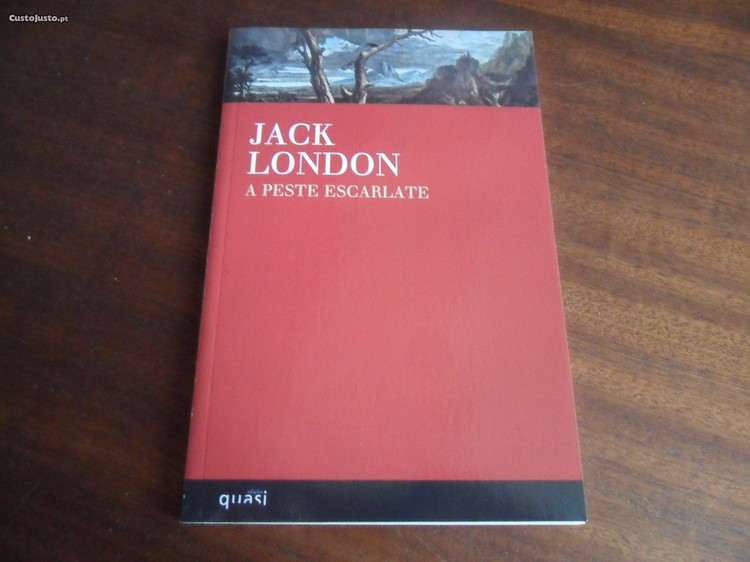 CustoJusto.pt
JACK
LONDON
A PESTE ESCARLATE
quasi